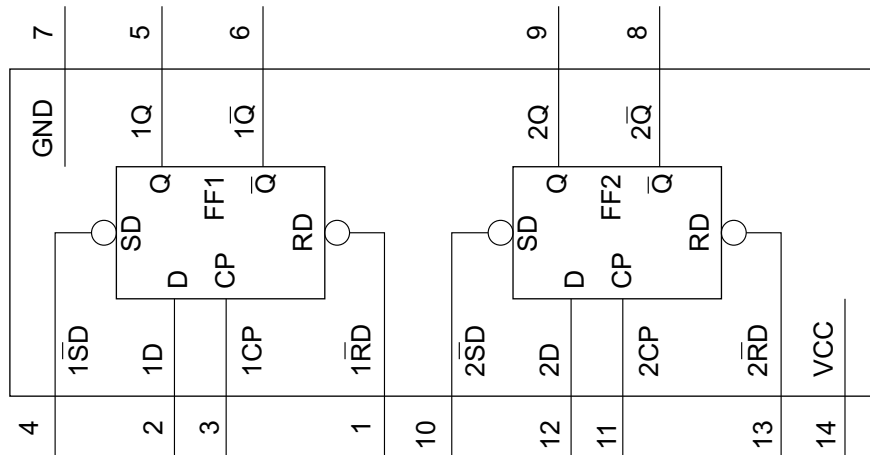 7
5
6
9
8
GND
1Q
1Q̅
2Q
2Q̅
Q
FF1
Q̅
Q
FF2
Q̅
SD
RD
SD
RD
D
CP
D
CP
1S̅D
1D
1CP
1R̅D
2S̅D
2D
2CP
2R̅D
VCC
4
2
3
1
10
12
11
13
14